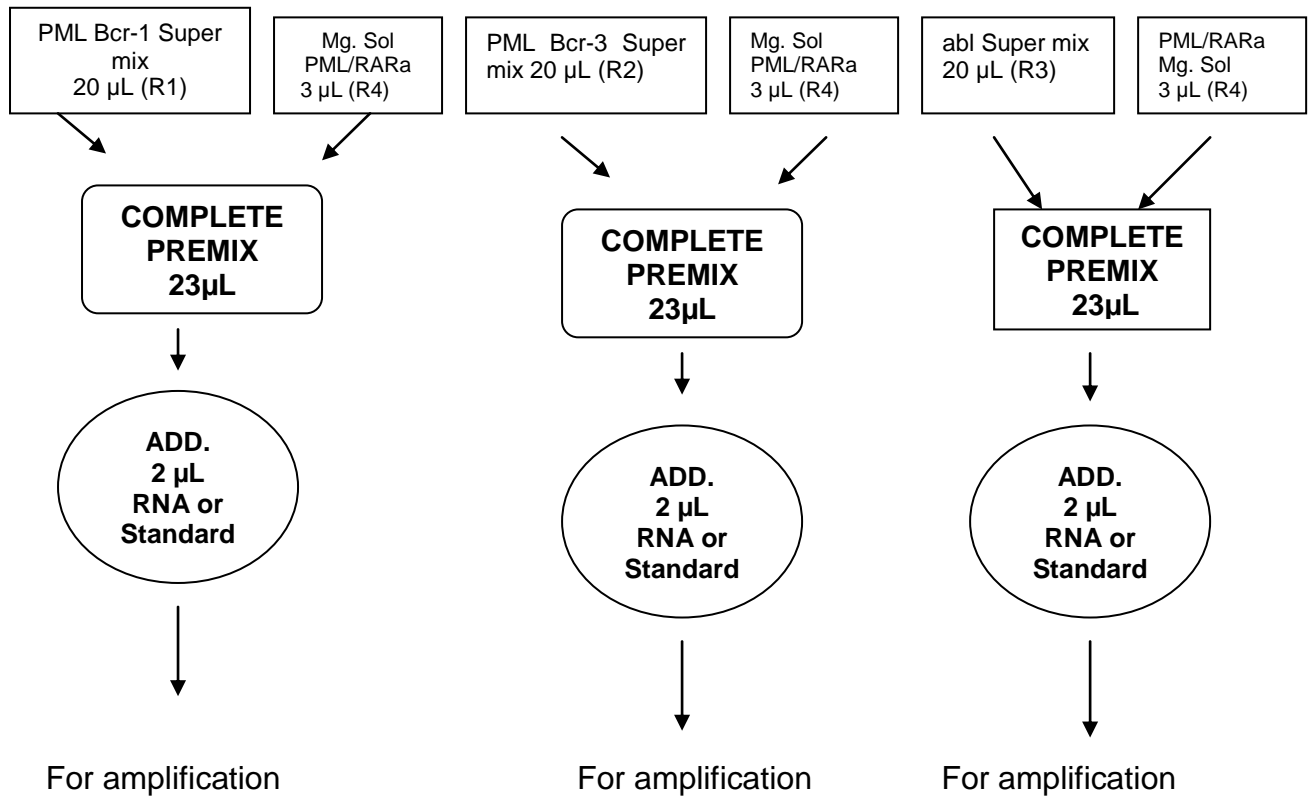 PML Bcr-1 Super
mix
20 µL (R1)
Mg. Sol
PML/RARa
3 µL (R4)
PML Bcr-3 Super
mix 20 µL (R2)
Mg. Sol
PML/RARa
3 µL (R4)
abl Super mix
20 µL (R3)
PML/RARa
Mg. Sol
3 µL (R4)
COMPLETE
PREMIX
23µL
COMPLETE
PREMIX
23µL
COMPLETE
PREMIX
23µL
ADD.
2 µL
RNA or
Standard
ADD.
2 µL
RNA or
Standard
ADD.
2 µL
RNA or
Standard
For amplification
For amplification
For amplification